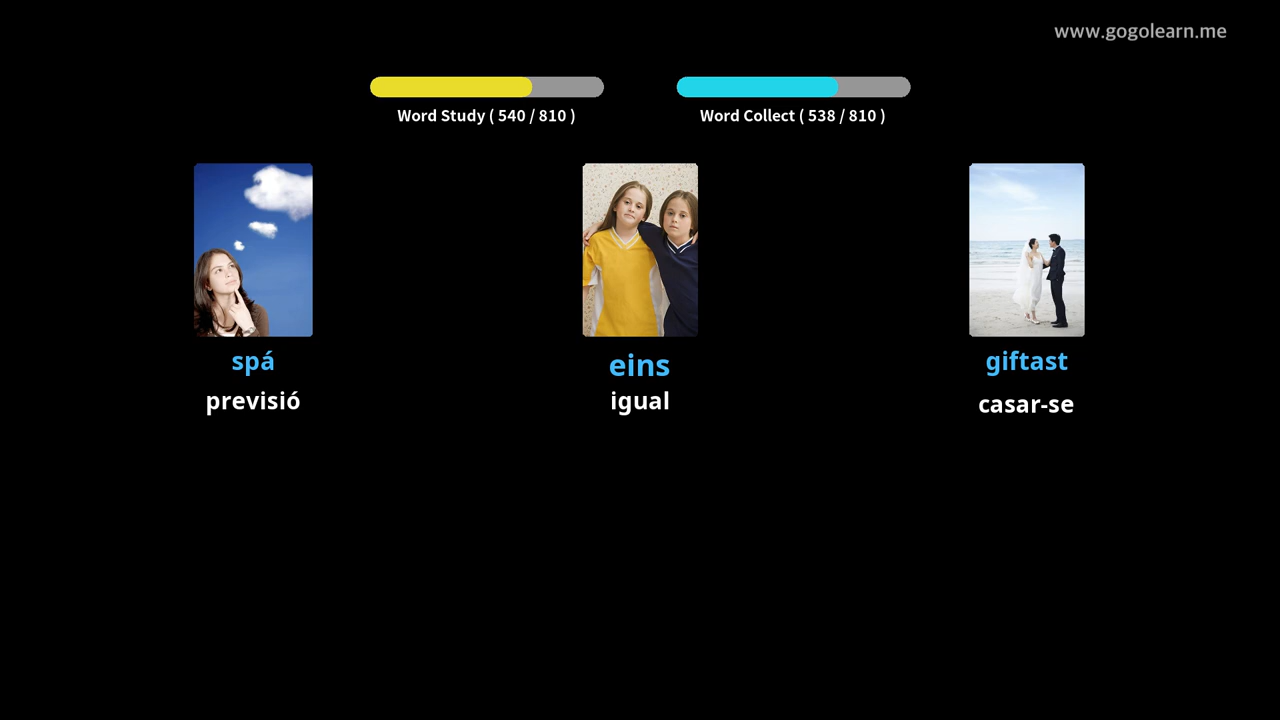 www.gogolearn.me
Word Study ( 540 / 810 )
Word Collect ( 538 / 810 )
spá
eins
giftast
previsió
igual
casar-se